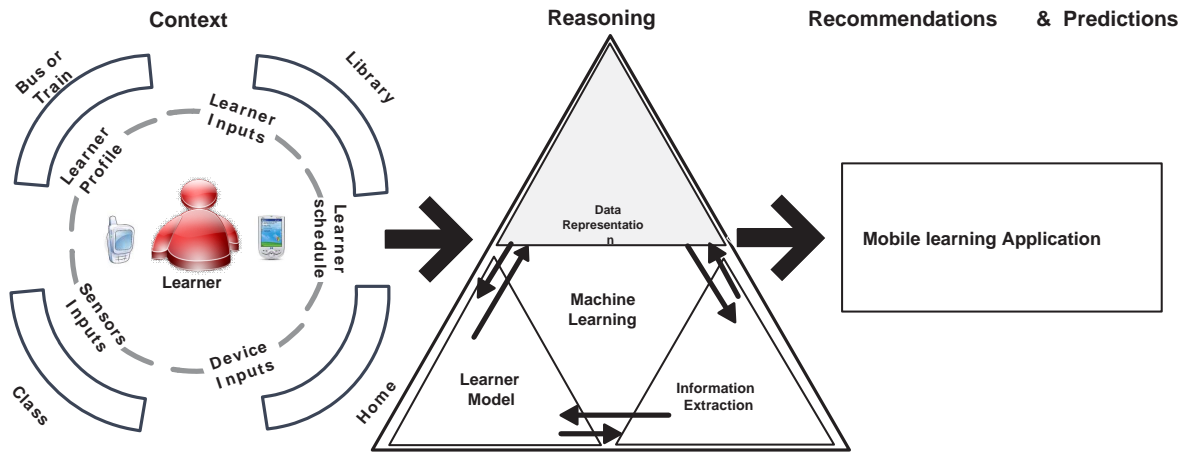 Context
Reasoning
Recommendations & Predictions
Bus or
Train
Library
Learner
Inputs
Learner
Profile
Learner
schedule
Learner
Sensors
Inputs
Device
Inputs
Class
Home
Data
Representatio
n
Machine
Learning
Learner
Model
Information
Extraction
Mobile learning Application